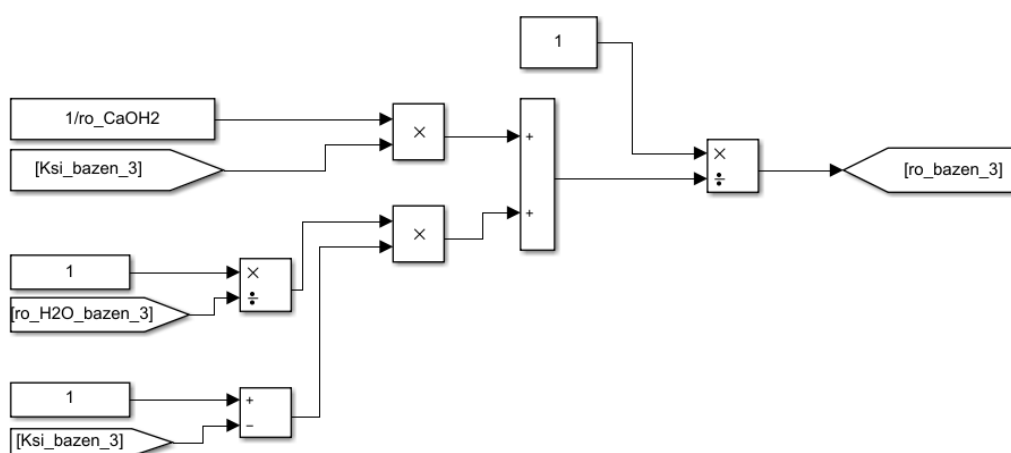 1
1/ro_CaOH2
×
[Ksi_bazen_3]
+
×
÷
[ro_bazen_3]
×
+
1
×
÷
[ro_H2O_bazen_3]
1
+
−
[Ksi_bazen_3]